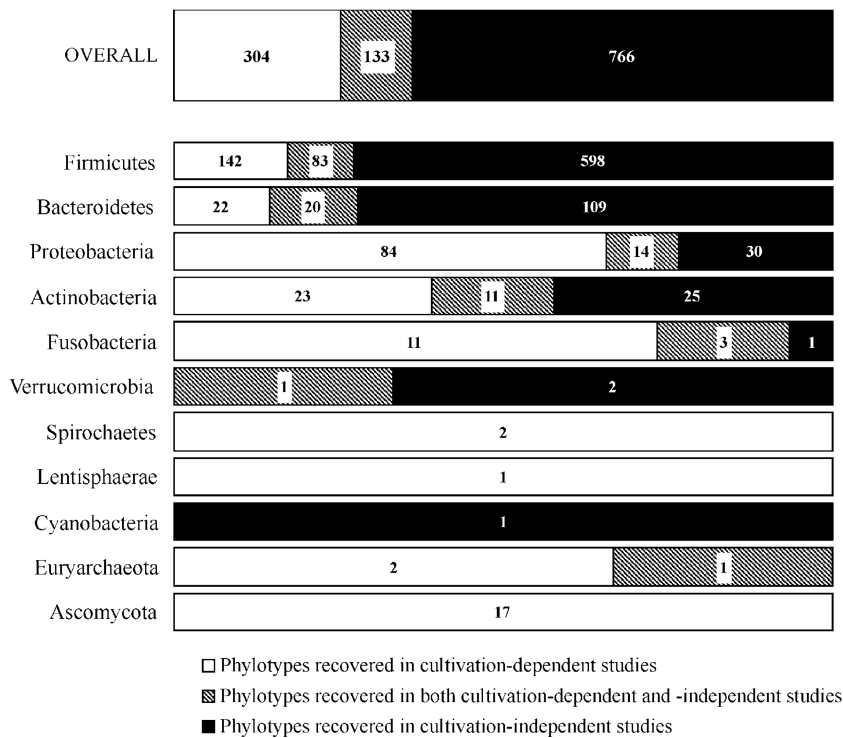 OVERALL 304 133 766
Firmicutes 142 83 598
Bacteroidetes 22 20 109
Proteobacteria 84 14 30
Actinobacteria 23 11 25
Fusobacteria 11 3 1
Verrucomicrobia 1 2
Spirochaetes 2
Lentisphaerae 1
Cyanobacteria 1
Euryarchaeota 2 1
Ascomycota 17
Phylotypes recovered in cultivation-dependent studies
Phylotypes recovered in both cultivation-dependent and -independent studies
Phylotypes recovered in cultivation-independent studies